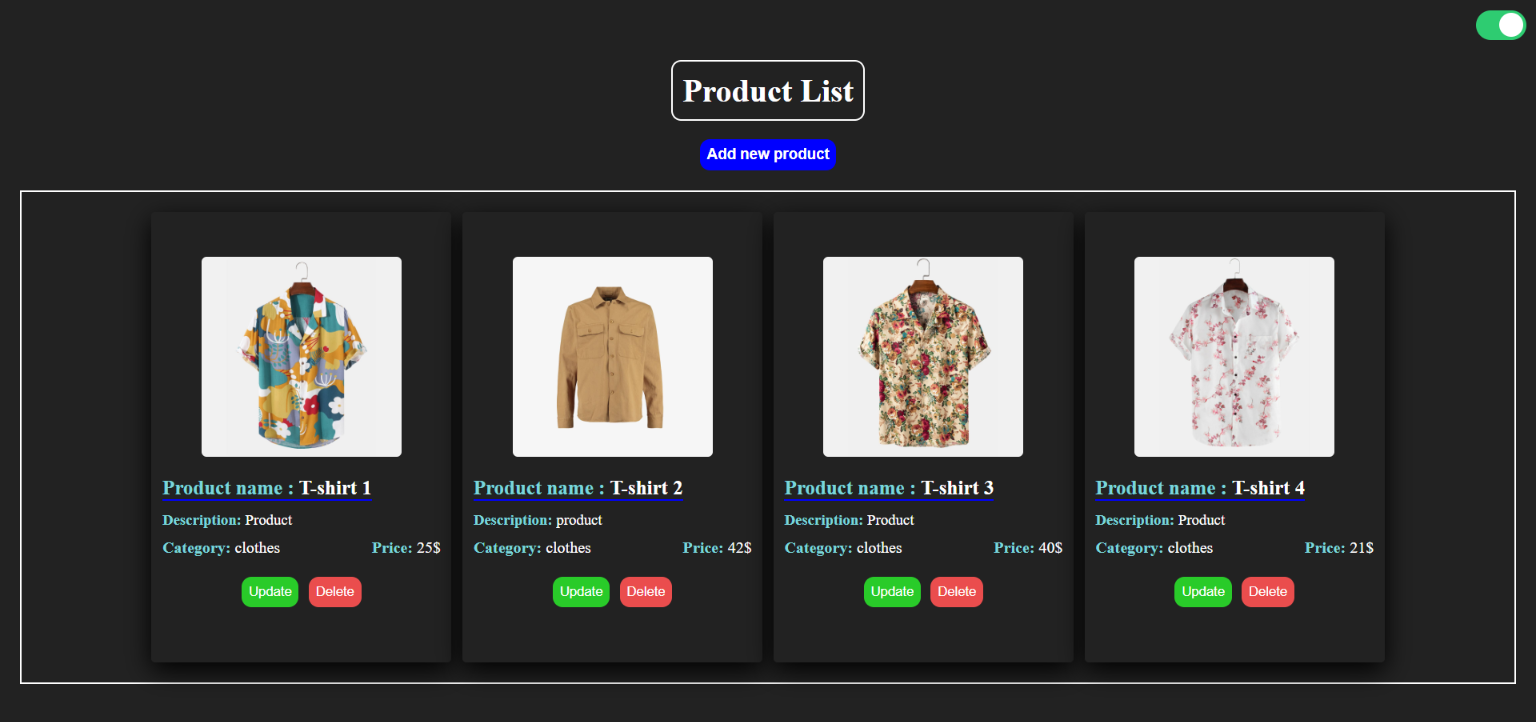 Product List
Add new product
Product name : T-shirt 1
Description: Product
Category: clothes Price: 25$
Update Delete
Product name : T-shirt 2
Description: product
Category: clothes Price: 42$
Update Delete
Product name : T-shirt 3
Description: Product
Category: clothes Price: 40$
Update Delete
Product name : T-shirt 4
Description: Product
Category: clothes Price: 21$
Update Delete